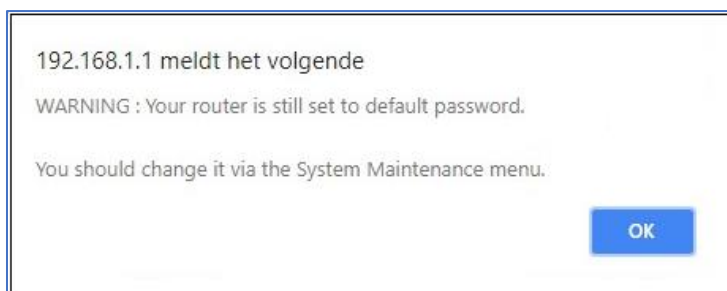 192.168.1.1 meldt het volgende
WARNING : Your router is still set to default password.
You should change it via the System Maintenance menu.
OK